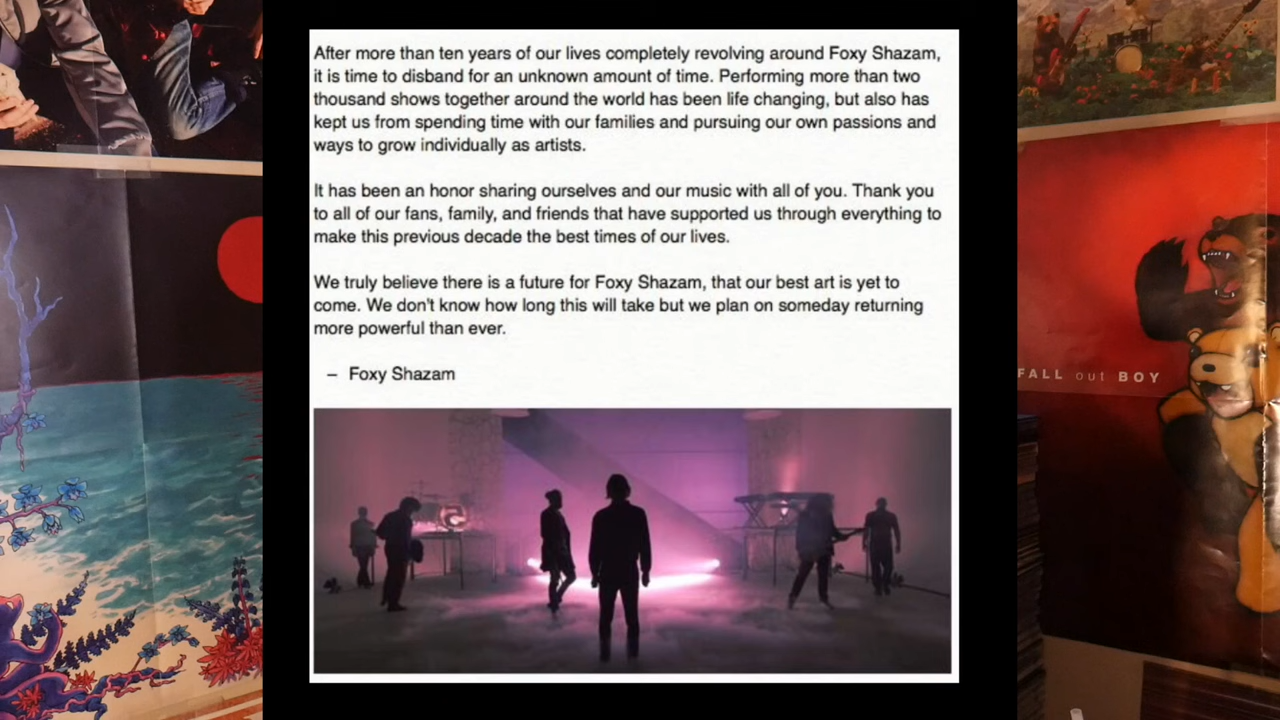 After more than ten years of our lives completely revolving around Foxy Shazam,
it is time to disband for an unknown amount of time. Performing more than two
thousand shows together around the world has been life changing, but also has
kept us from spending time with our families and pursuing our own passions and
ways to grow individually as artists.
It has been an honor sharing ourselves and our music with all of you. Thank you
to all of our fans, family, and friends that have supported us through everything to
make this previous decade the best times of our lives.
We truly believe there is a future for Foxy Shazam, that our best art is yet to
come. We don't know how long this will take but we plan on someday returning
more powerful than ever.
– Foxy Shazam
FALL out BOY